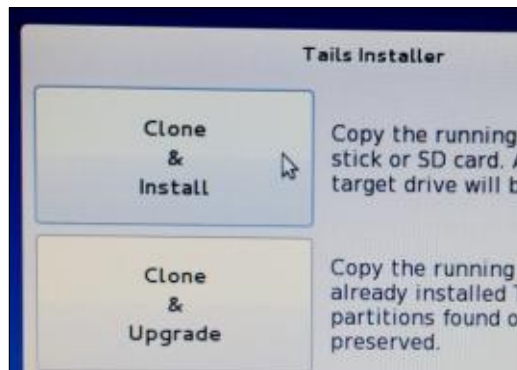 Tails Installer
Clone
&
Install
Copy the running
stick or SD card.
target drive will
Clone
&
Upgrade
Copy the running
already installed
partitions found
preserved.